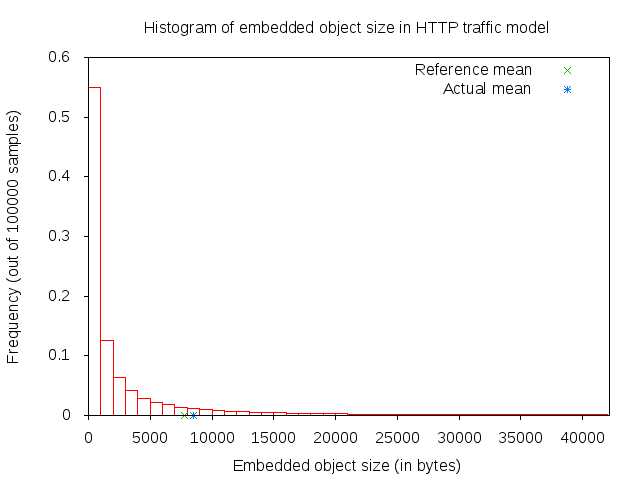 Histogram of embedded object size in HTTP traffic model
Reference mean
Actual mean
Frequency (out of 100000 samples)
0.6
0.5
0.4
0.3
0.2
0.1
0
0 5000 10000 15000 20000 25000 30000 35000 40000
Embedded object size (in bytes)